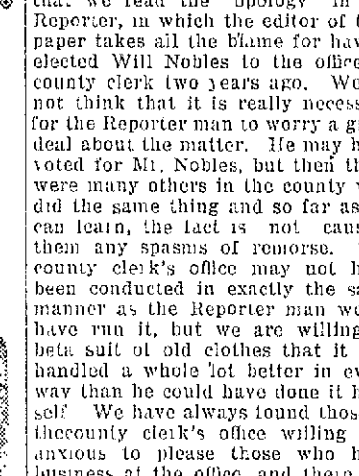 that we read the "apology" in
Reporter, in which the editor of t
paper takes all the blame for hav
elected Will Nobles to the office
county clerk two years ago. We
not think that it is really necess
for the Reporter man to worry a g
deal about the matter. He may h
voted for Mr. Nobles, but then th
were many others in the county
did the same thing and so far as
can learn, the fact is not caus
them any spasms of remorse.
county clerk's office may not h
been conducted in exactly the sa
manner as the Reporter man wo
have run it, but we are willing
beta suit of old clothes that it
handled a whole lot better in ev
way than he could have done it h
self We have always found thos
thecounty clerk's office willing
anxious to please those who h
business at the office, and